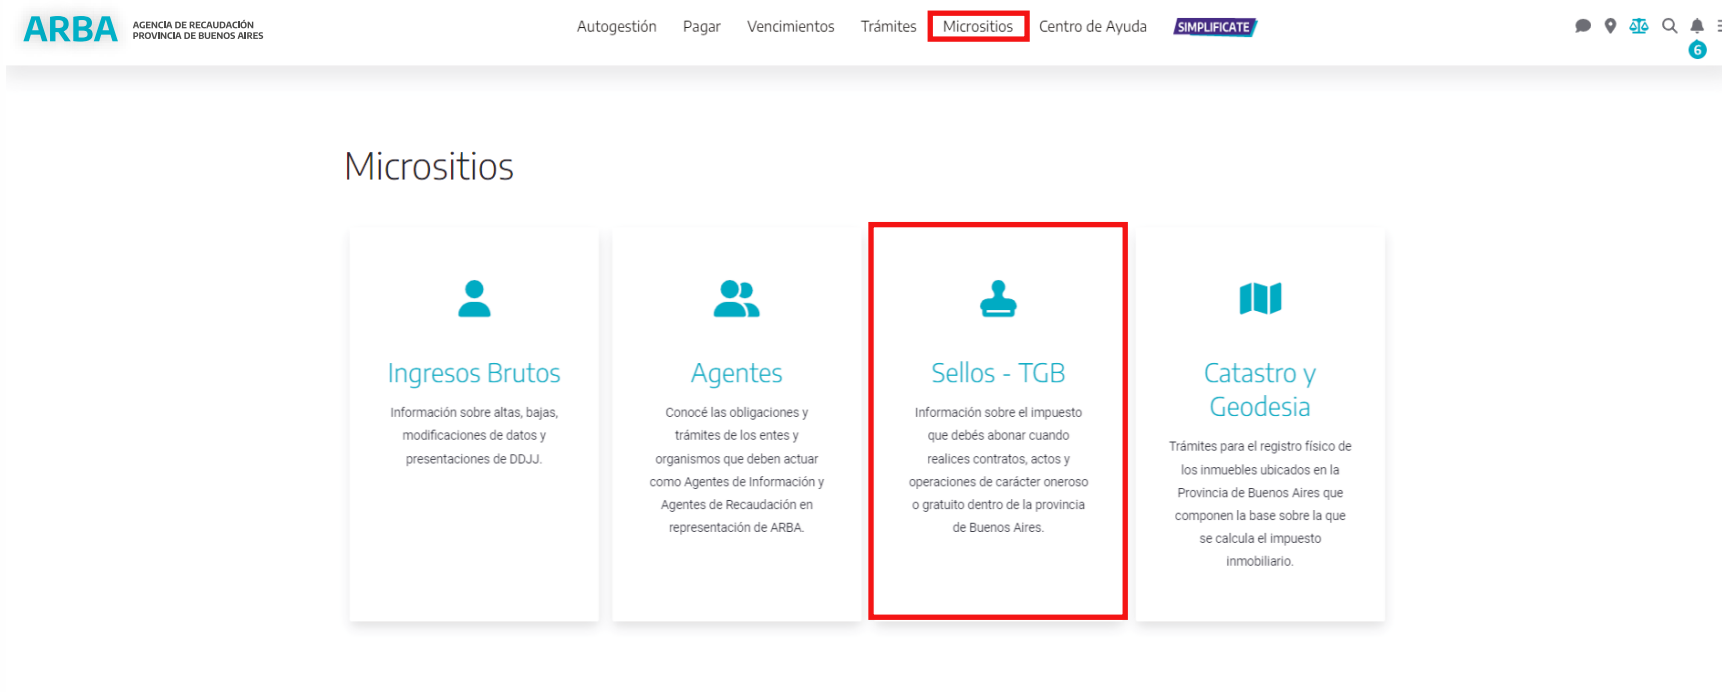 ARBA
AGENCIA DE RECAUDACIÓN
PROVINCIA DE BUENOS AIRES
Autogestión
Pagar
Vencimientos
Trámites
Micrositios
Centro de Ayuda
SIMPLIFICATE
6
Micrositios
Ingresos Brutos
Información sobre altas, bajas,
modificaciones de datos y
presentaciones de DDJJ.
Agentes
Conocé las obligaciones y
trámites de los entes y
organismos que deben actuar
como Agentes de Información y
Agentes de Recaudación en
representación de ARBA.
Sellos - TGB
Información sobre el impuesto
que debés abonar cuando
realices contratos, actos y
operaciones de carácter oneroso
o gratuito dentro de la provincia
de Buenos Aires.
Catastro y
Geodesia
Trámites para el registro físico de
los inmuebles ubicados en la
Provincia de Buenos Aires que
componen la base sobre la que
se calcula el impuesto
inmobiliario.